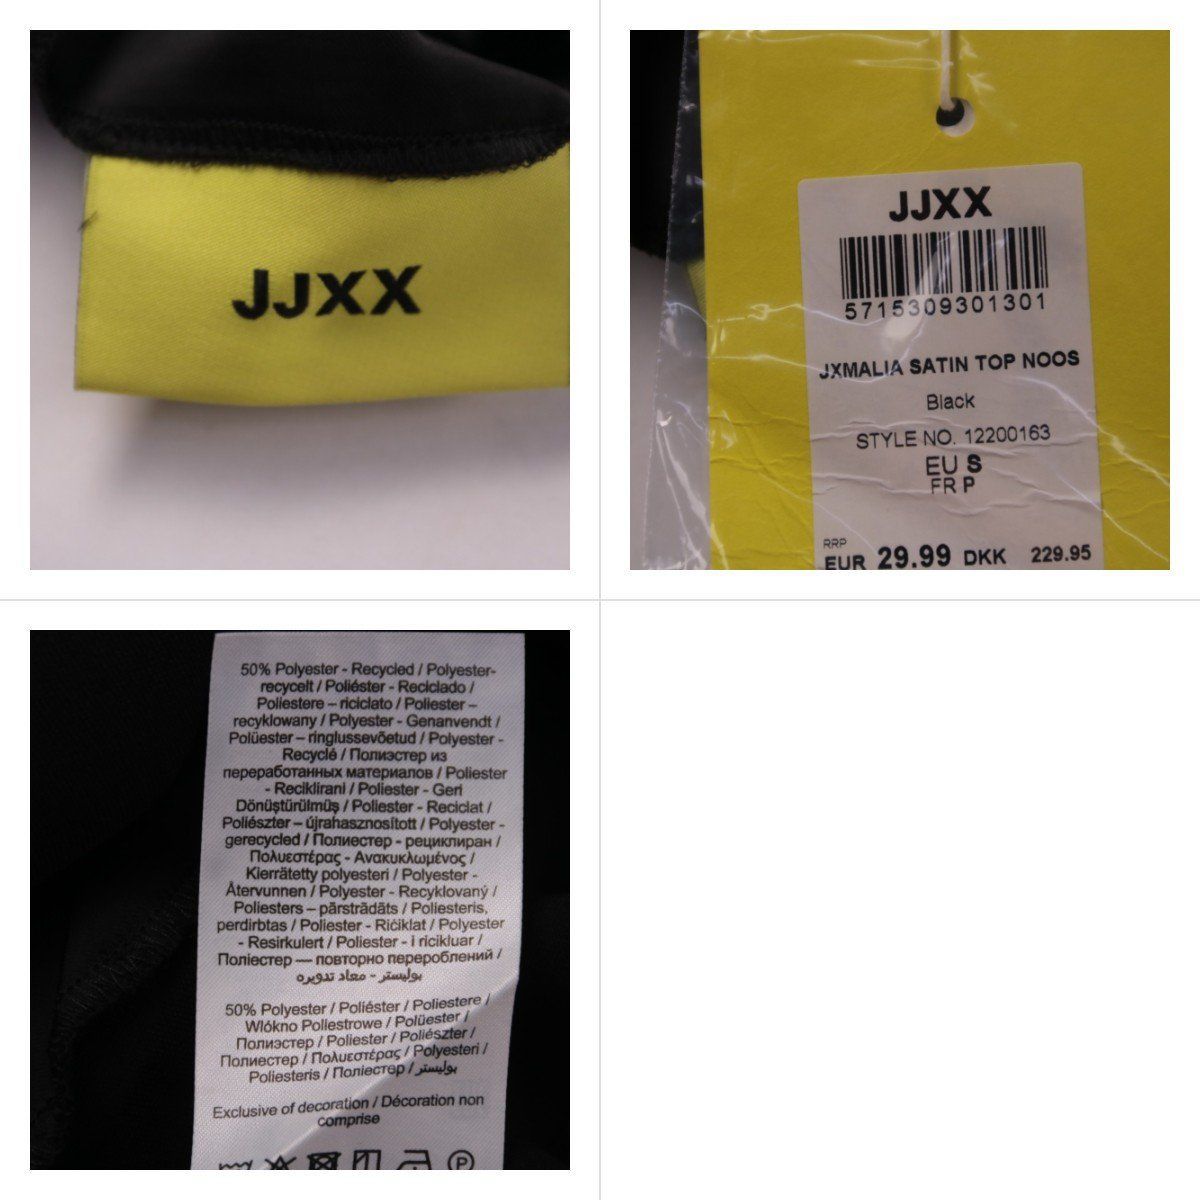 JJXX
JJXX
5715309301301
JXMALIA SATIN TOP NOOS
Black
STYLE NO. 12200163
EU S
FR P
RRP
EUR 29.99 DKK 229.95
50% Polyester - Recycled / Polyester-
recycelt / Poliéster - Reciclado /
Poliestere – riciclato / Poliester –
recyklowany / Polyester - Genanvendt /
Polüester – ringlussevõetud / Polyester -
Recyclé / Полиэстер из
переработанных материалов / Poliester
- Reciklirani / Poliester - Geri
Dönüştürülmüş / Poliester - Reciclat /
Poliészter – újrahasznosított / Polyester -
gerecycled / Полиестер - рециклиран /
Πολυεστέρας - Ανακυκλωμένος /
Kierrätetty polyesteri / Polyester -
Återvunnen / Polyester - Recyklovaný /
Poliesters – pārstrādāts / Poliesteris,
perdirbtas / Poliester - Ričiklat / Polyester
- Resirkulert / Poliester - i ricikluar /
Поліестер — повторно перероблений /
بوليستر - معاد تدويره
50% Polyester / Poliéster / Poliestere /
Włókno Poliestrowe / Polüester /
Полиэстер / Poliester / Poliészter /
Полиестер / Πολυεστέρας / Polyesteri /
Poliesteris / Поліестер / بوليستر
Exclusive of decoration / Décoration non
comprise
P